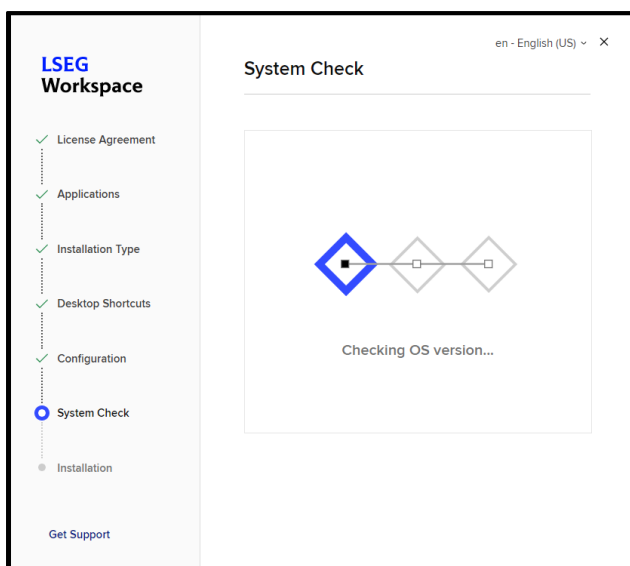 en - English (US)
LSEG
Workspace
System Check
License Agreement
Applications
Installation Type
Desktop Shortcuts
Configuration
System Check
Installation
Get Support
Checking OS version...